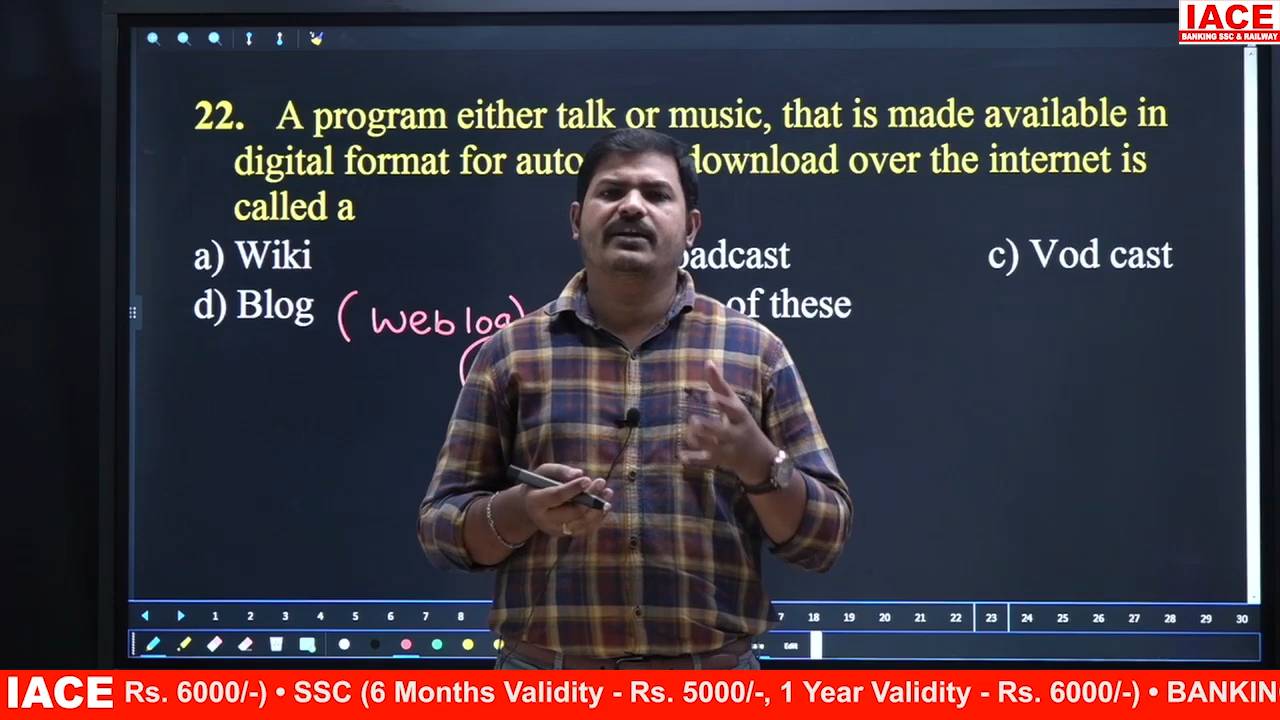 IACE
BANKING SSC & RAILWAY
22. A program either talk or music, that is made available in
digital format for download over the internet is
called a
a) Wiki c) Vod cast
d) Blog (weblog) of these
1 2 3 4 5 6 7 8 18 19 20 21 22 23 24 25 26 27 28 29 30
Edit
IACE Rs. 6000/-) • SSC (6 Months Validity - Rs. 5000/-, 1 Year Validity - Rs. 6000/-) •